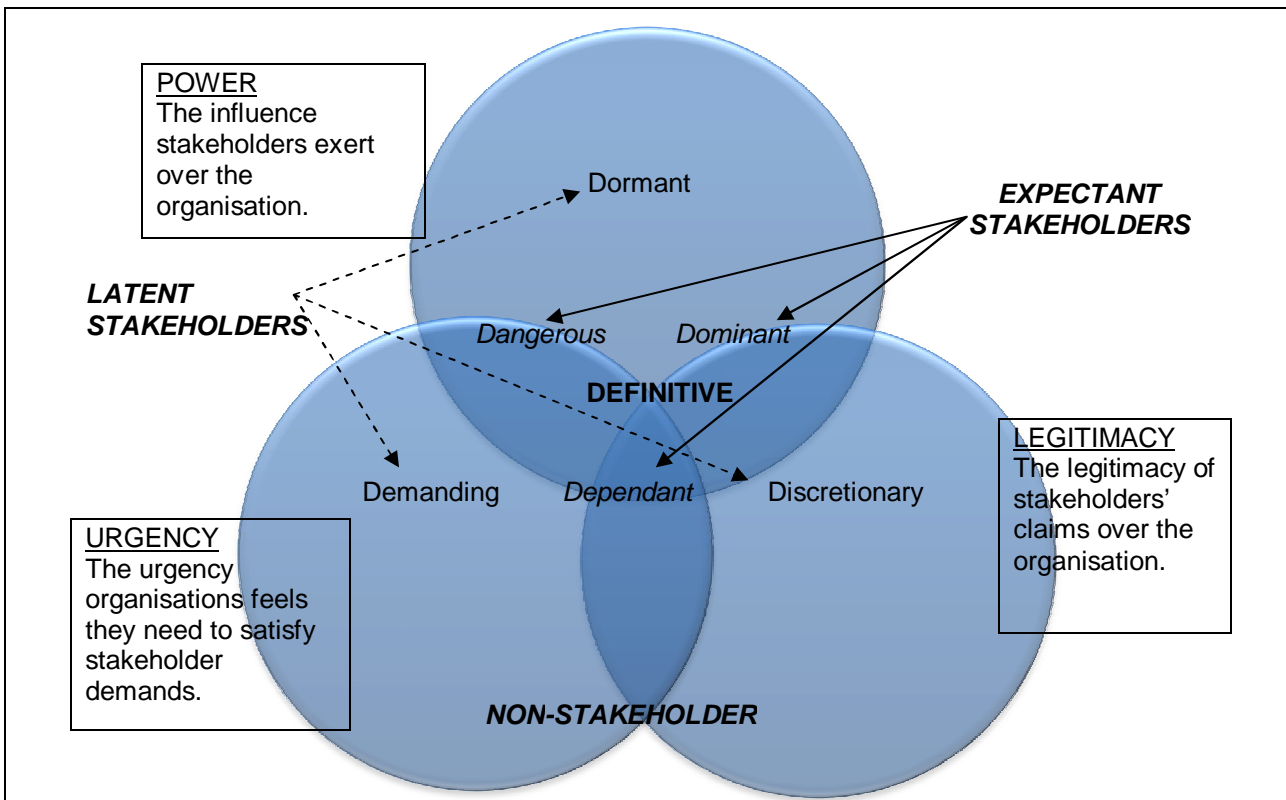 POWER
The influence
stakeholders exert
over the
organisation.
Dormant
EXPECTANT
STAKEHOLDERS
LATENT
STAKEHOLDERS
Dangerous
Dominant
DEFINITIVE
LEGITIMACY
The legitimacy of
stakeholders’
claims over the
organisation.
Demanding
Dependant
Discretionary
URGENCY
The urgency
organisations feels
they need to satisfy
stakeholder
demands.
NON-STAKEHOLDER